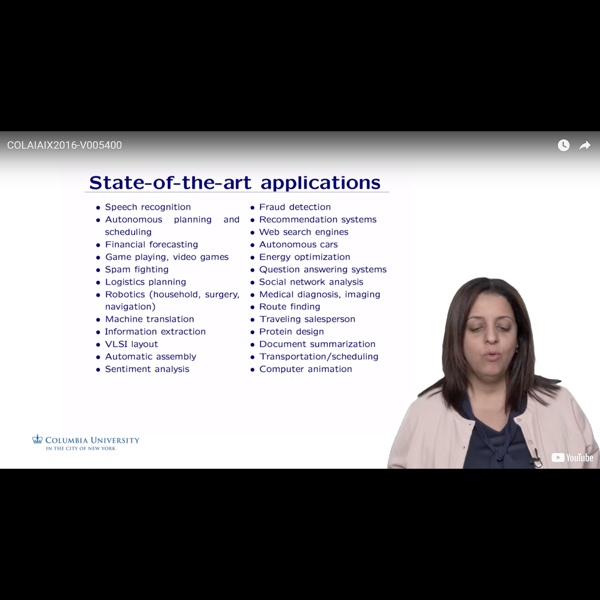 COLAIAIX2016-V005400
State-of-the-art applications
• Speech recognition
• Autonomous planning and
scheduling
• Financial forecasting
• Game playing, video games
• Spam fighting
• Logistics planning
• Robotics (household, surgery,
navigation)
• Machine translation
• Information extraction
• VLSI layout
• Automatic assembly
• Sentiment analysis
• Fraud detection
• Recommendation systems
• Web search engines
• Autonomous cars
• Energy optimization
• Question answering systems
• Social network analysis
• Medical diagnosis, imaging
• Route finding
• Traveling salesperson
• Protein design
• Document summarization
• Transportation/scheduling
• Computer animation
COLUMBIA UNIVERSITY
IN THE CITY OF NEW YORK
YouTube